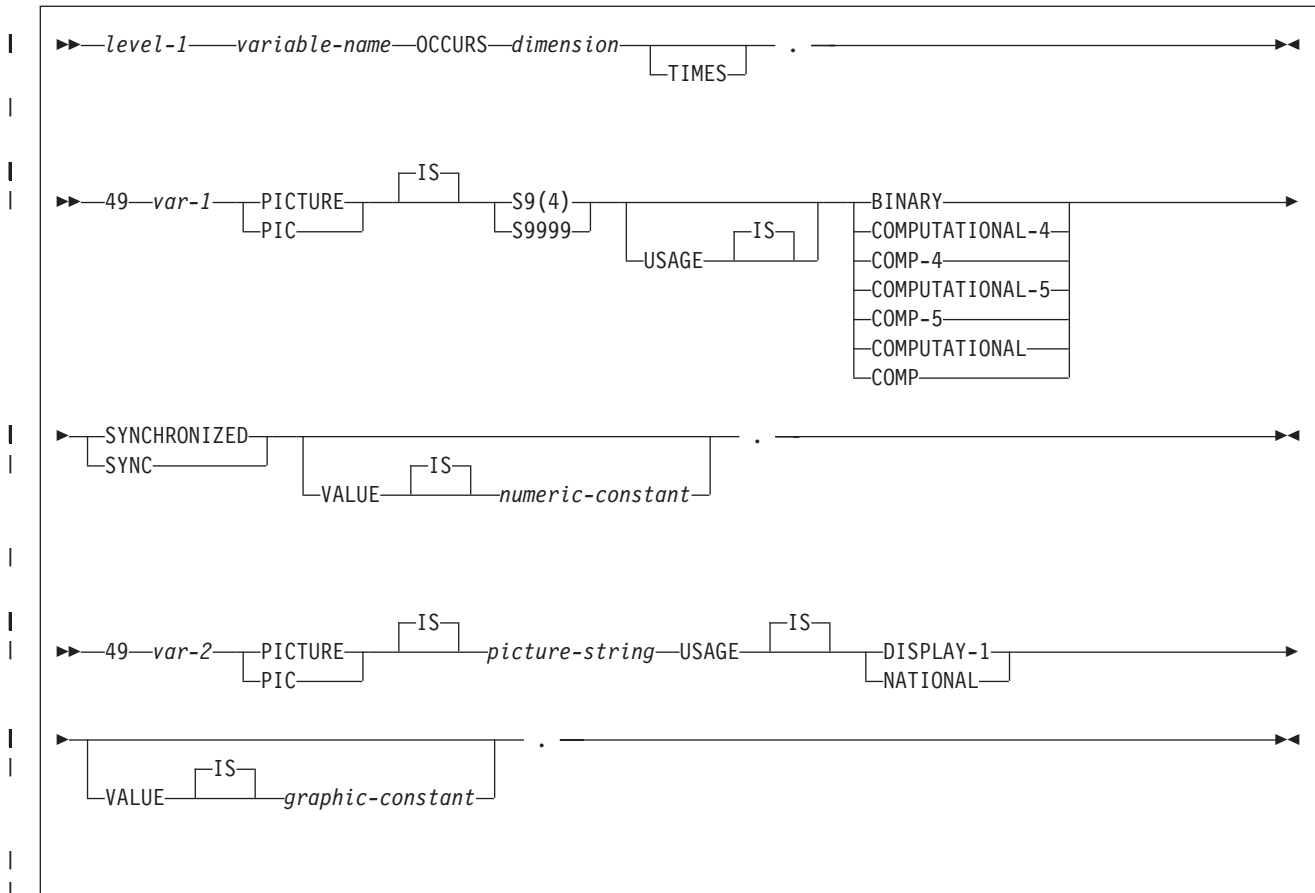 level-1 variable-name OCCURS dimension .
TIMES
IS
49 var-1 PICTURE S9(4) BINARY
PIC S9999 IS COMPUTATIONAL-4
USAGE COMP-4
COMPUTATIONAL-5
COMP-5
COMPUTATIONAL
COMP
SYNCHRONIZED .
SYNC IS
VALUE numeric-constant
IS IS
49 var-2 PICTURE picture-string USAGE DISPLAY-1
PIC NATIONAL
.
IS
VALUE graphic-constant